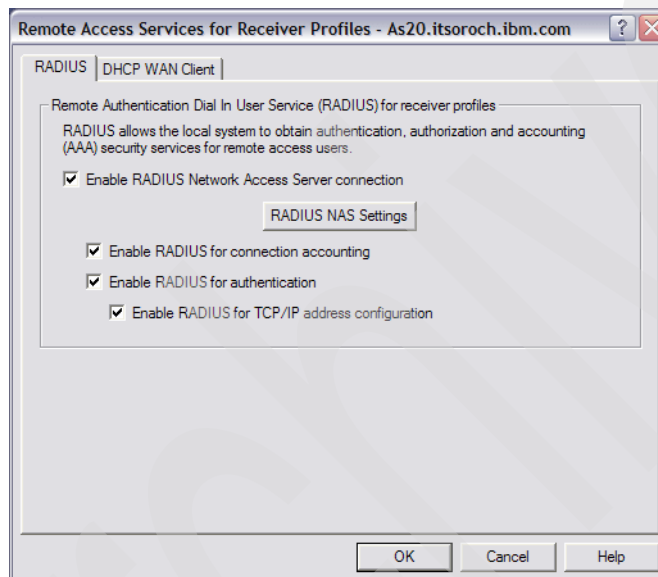 Remote Access Services for Receiver Profiles - As20.itsoroch.ibm.com
RADIUS
DHCP WAN Client
Remote Authentication Dial In User Service (RADIUS) for receiver profiles
RADIUS allows the local system to obtain authentication, authorization and accounting
(AAA) security services for remote access users.
Enable RADIUS Network Access Server connection
RADIUS NAS Settings
Enable RADIUS for connection accounting
Enable RADIUS for authentication
Enable RADIUS for TCP/IP address configuration
OK
Cancel
Help